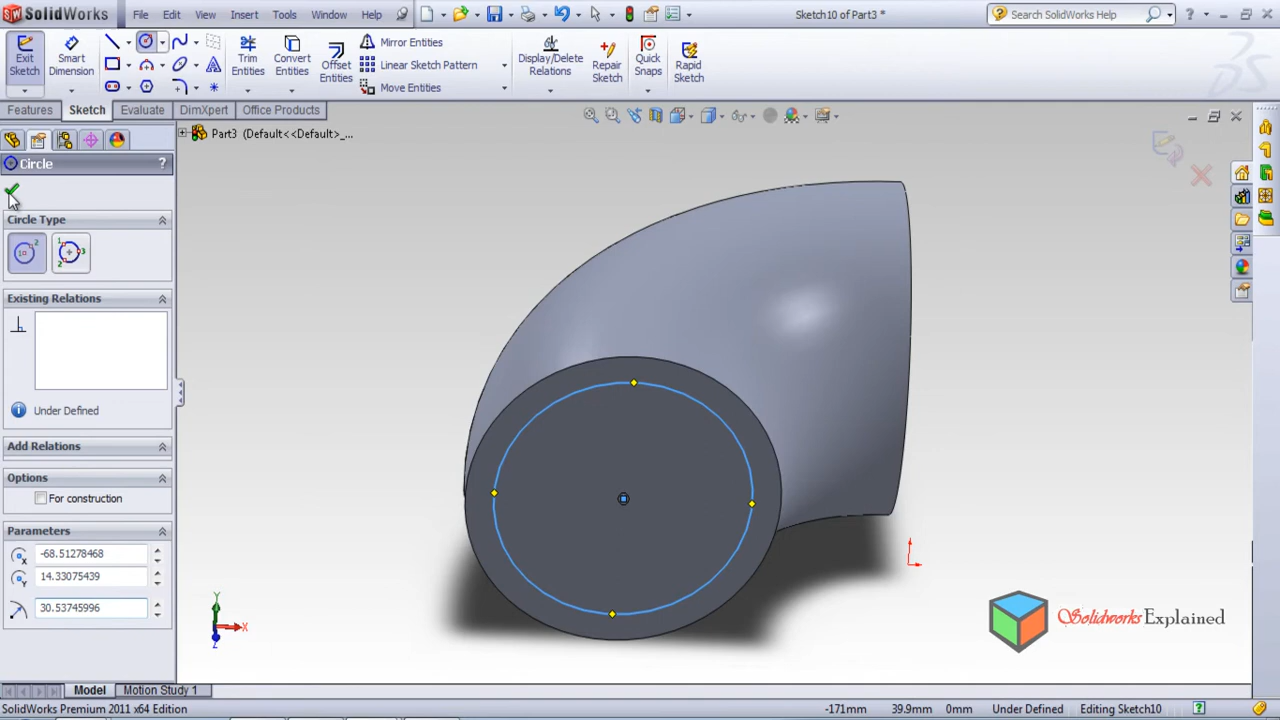 SolidWorks
File Edit View Insert Tools Window Help
Sketch10 of Part3 *
Search SolidWorks Help
Exit Sketch
Smart Dimension
Trim Entities
Convert Entities
Offset Entities
Mirror Entities
Linear Sketch Pattern
Move Entities
Display/Delete Relations
Repair Sketch
Quick Snaps
Rapid Sketch
Features Sketch Evaluate DimXpert Office Products
Part3 (Default<<Default>_...
Circle ?
Circle Type
Existing Relations
Under Defined
Add Relations
Options
For construction
Parameters
-68.51278468
14.33075439
30.53745996
Y
X
Z
Solidworks Explained
Model Motion Study 1
SolidWorks Premium 2011 x64 Edition
-171mm 39.9mm 0mm Under Defined Editing Sketch10